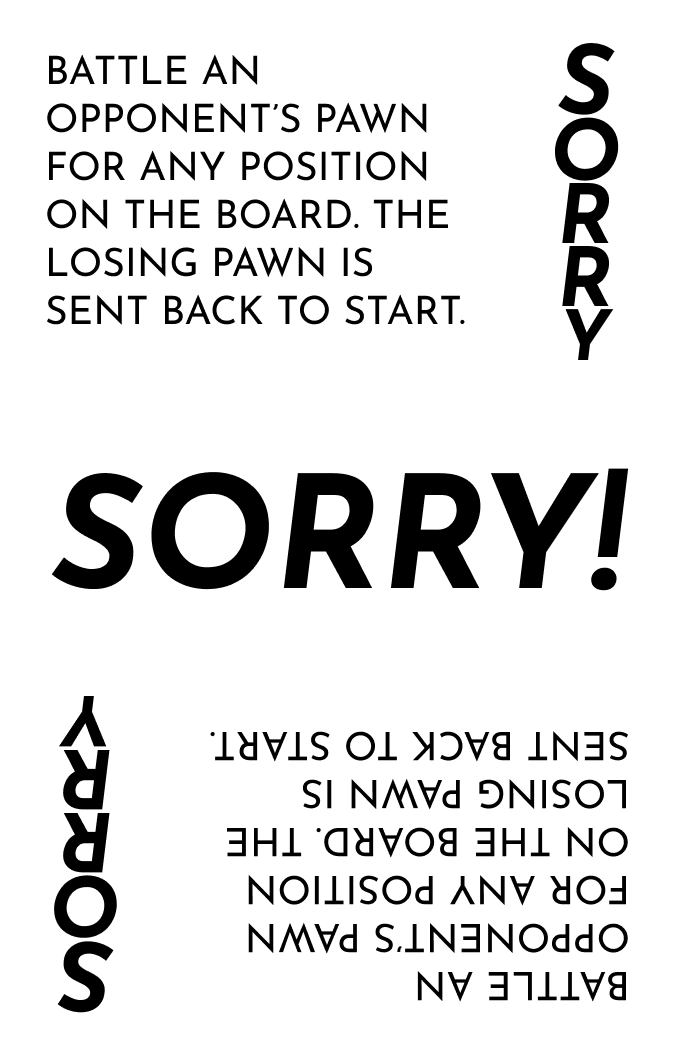 BATTLE AN
OPPONENT’S PAWN
FOR ANY POSITION
ON THE BOARD. THE
LOSING PAWN IS
SENT BACK TO START.
SORRY
SORRY!
SORRY
BATTLE AN
OPPONENT’S PAWN
FOR ANY POSITION
ON THE BOARD. THE
LOSING PAWN IS
SENT BACK TO START.